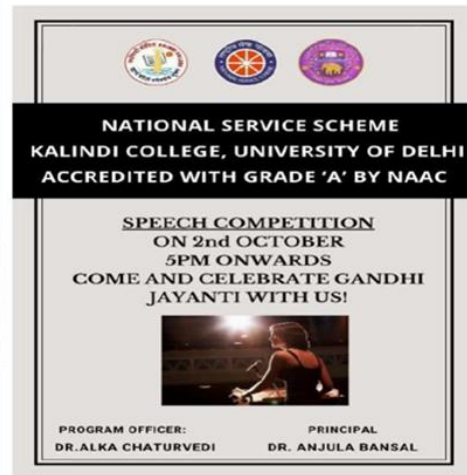 NATIONAL SERVICE SCHEME
KALINDI COLLEGE, UNIVERSITY OF DELHI
ACCREDITED WITH GRADE ‘A’ BY NAAC
SPEECH COMPETITION
ON 2nd OCTOBER
5PM ONWARDS
COME AND CELEBRATE GANDHI
JAYANTI WITH US!
PROGRAM OFFICER: PRINCIPAL
DR.ALKA CHATURVEDI DR. ANJULA BANSAL